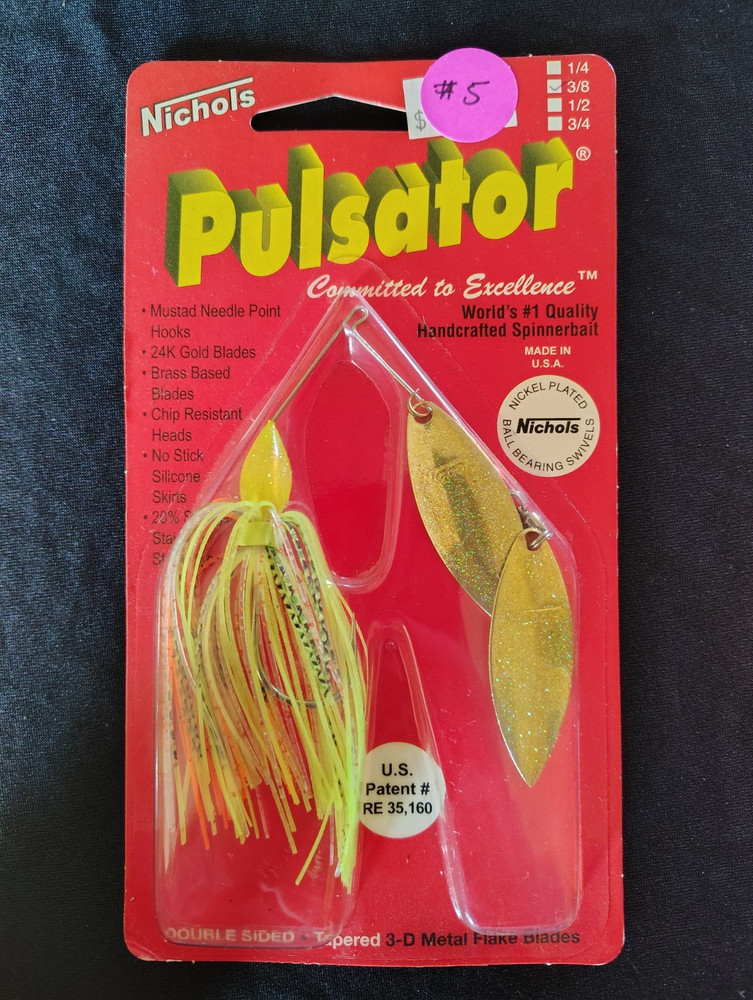 Nichols
$
# 5
1/4
3/8
1/2
3/4
Pulsator®
Committed to Excellence™
World's #1 Quality
Handcrafted Spinnerbait
MADE IN
U.S.A.
• Mustad Needle Point
Hooks
• 24K Gold Blades
• Brass Based
Blades
• Chip Resistant
Heads
• No Stick
Silicone
Skirts
• 20%
NICKEL PLATED
Nichols
BALL BEARING SWIVELS
U.S.
Patent #
RE 35,160
DOUBLE SIDED • Tapered 3-D Metal Flake Blades